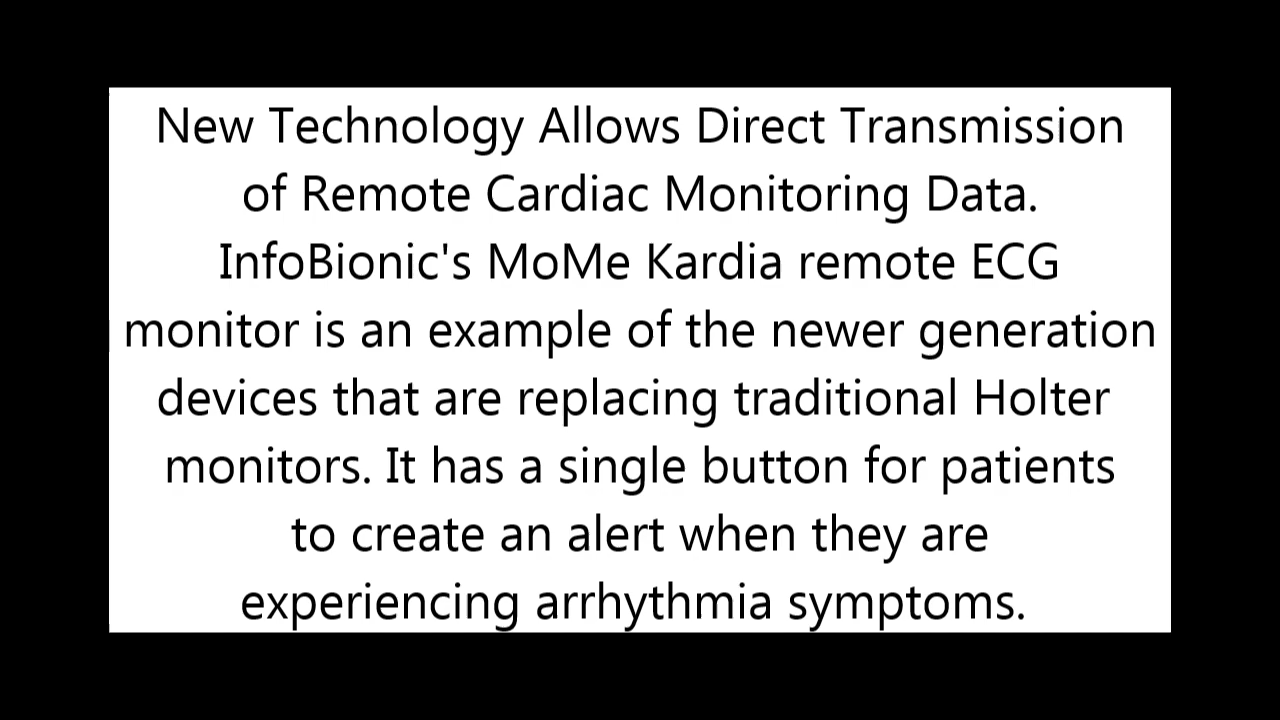 New Technology Allows Direct Transmission
of Remote Cardiac Monitoring Data.
InfoBionic's MoMe Kardia remote ECG
monitor is an example of the newer generation
devices that are replacing traditional Holter
monitors. It has a single button for patients
to create an alert when they are
experiencing arrhythmia symptoms.